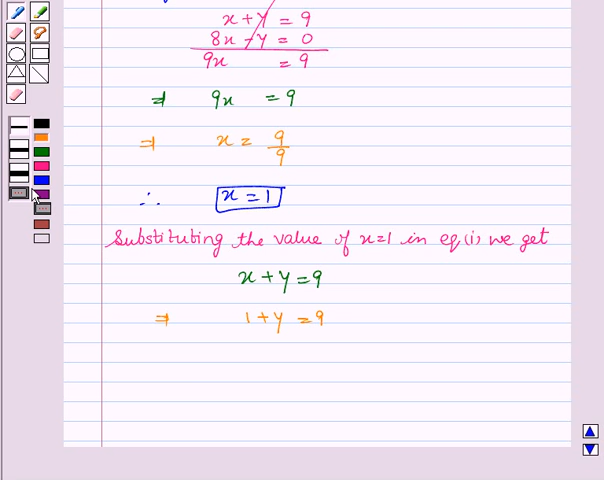 x + y = 9
8x - y = 0
9x = 9
⇒ 9x = 9
⇒ x = 9/9
∴ x = 1
Substituting the value of x=1 in eq.(i) we get
x + y = 9
⇒ 1 + y = 9